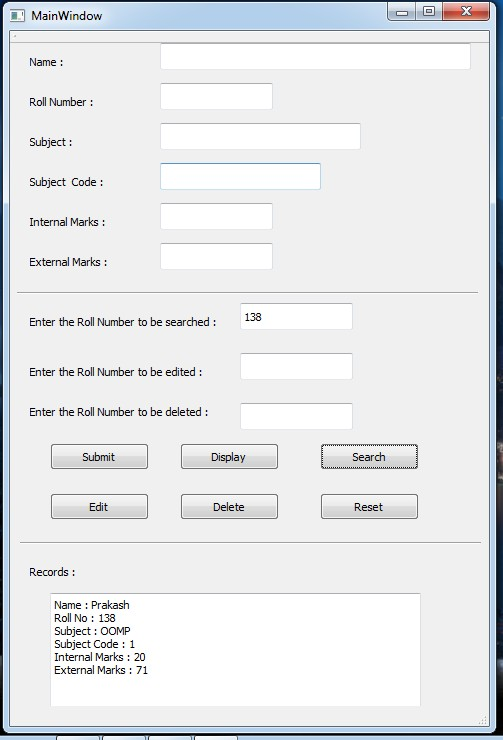 MainWindow
Name :
Roll Number :
Subject :
Subject Code :
Internal Marks :
External Marks :
Enter the Roll Number to be searched : 138
Enter the Roll Number to be edited :
Enter the Roll Number to be deleted :
Submit Display Search
Edit Delete Reset
Records :
Name : Prakash
Roll No : 138
Subject : OOMP
Subject Code : 1
Internal Marks : 20
External Marks : 71